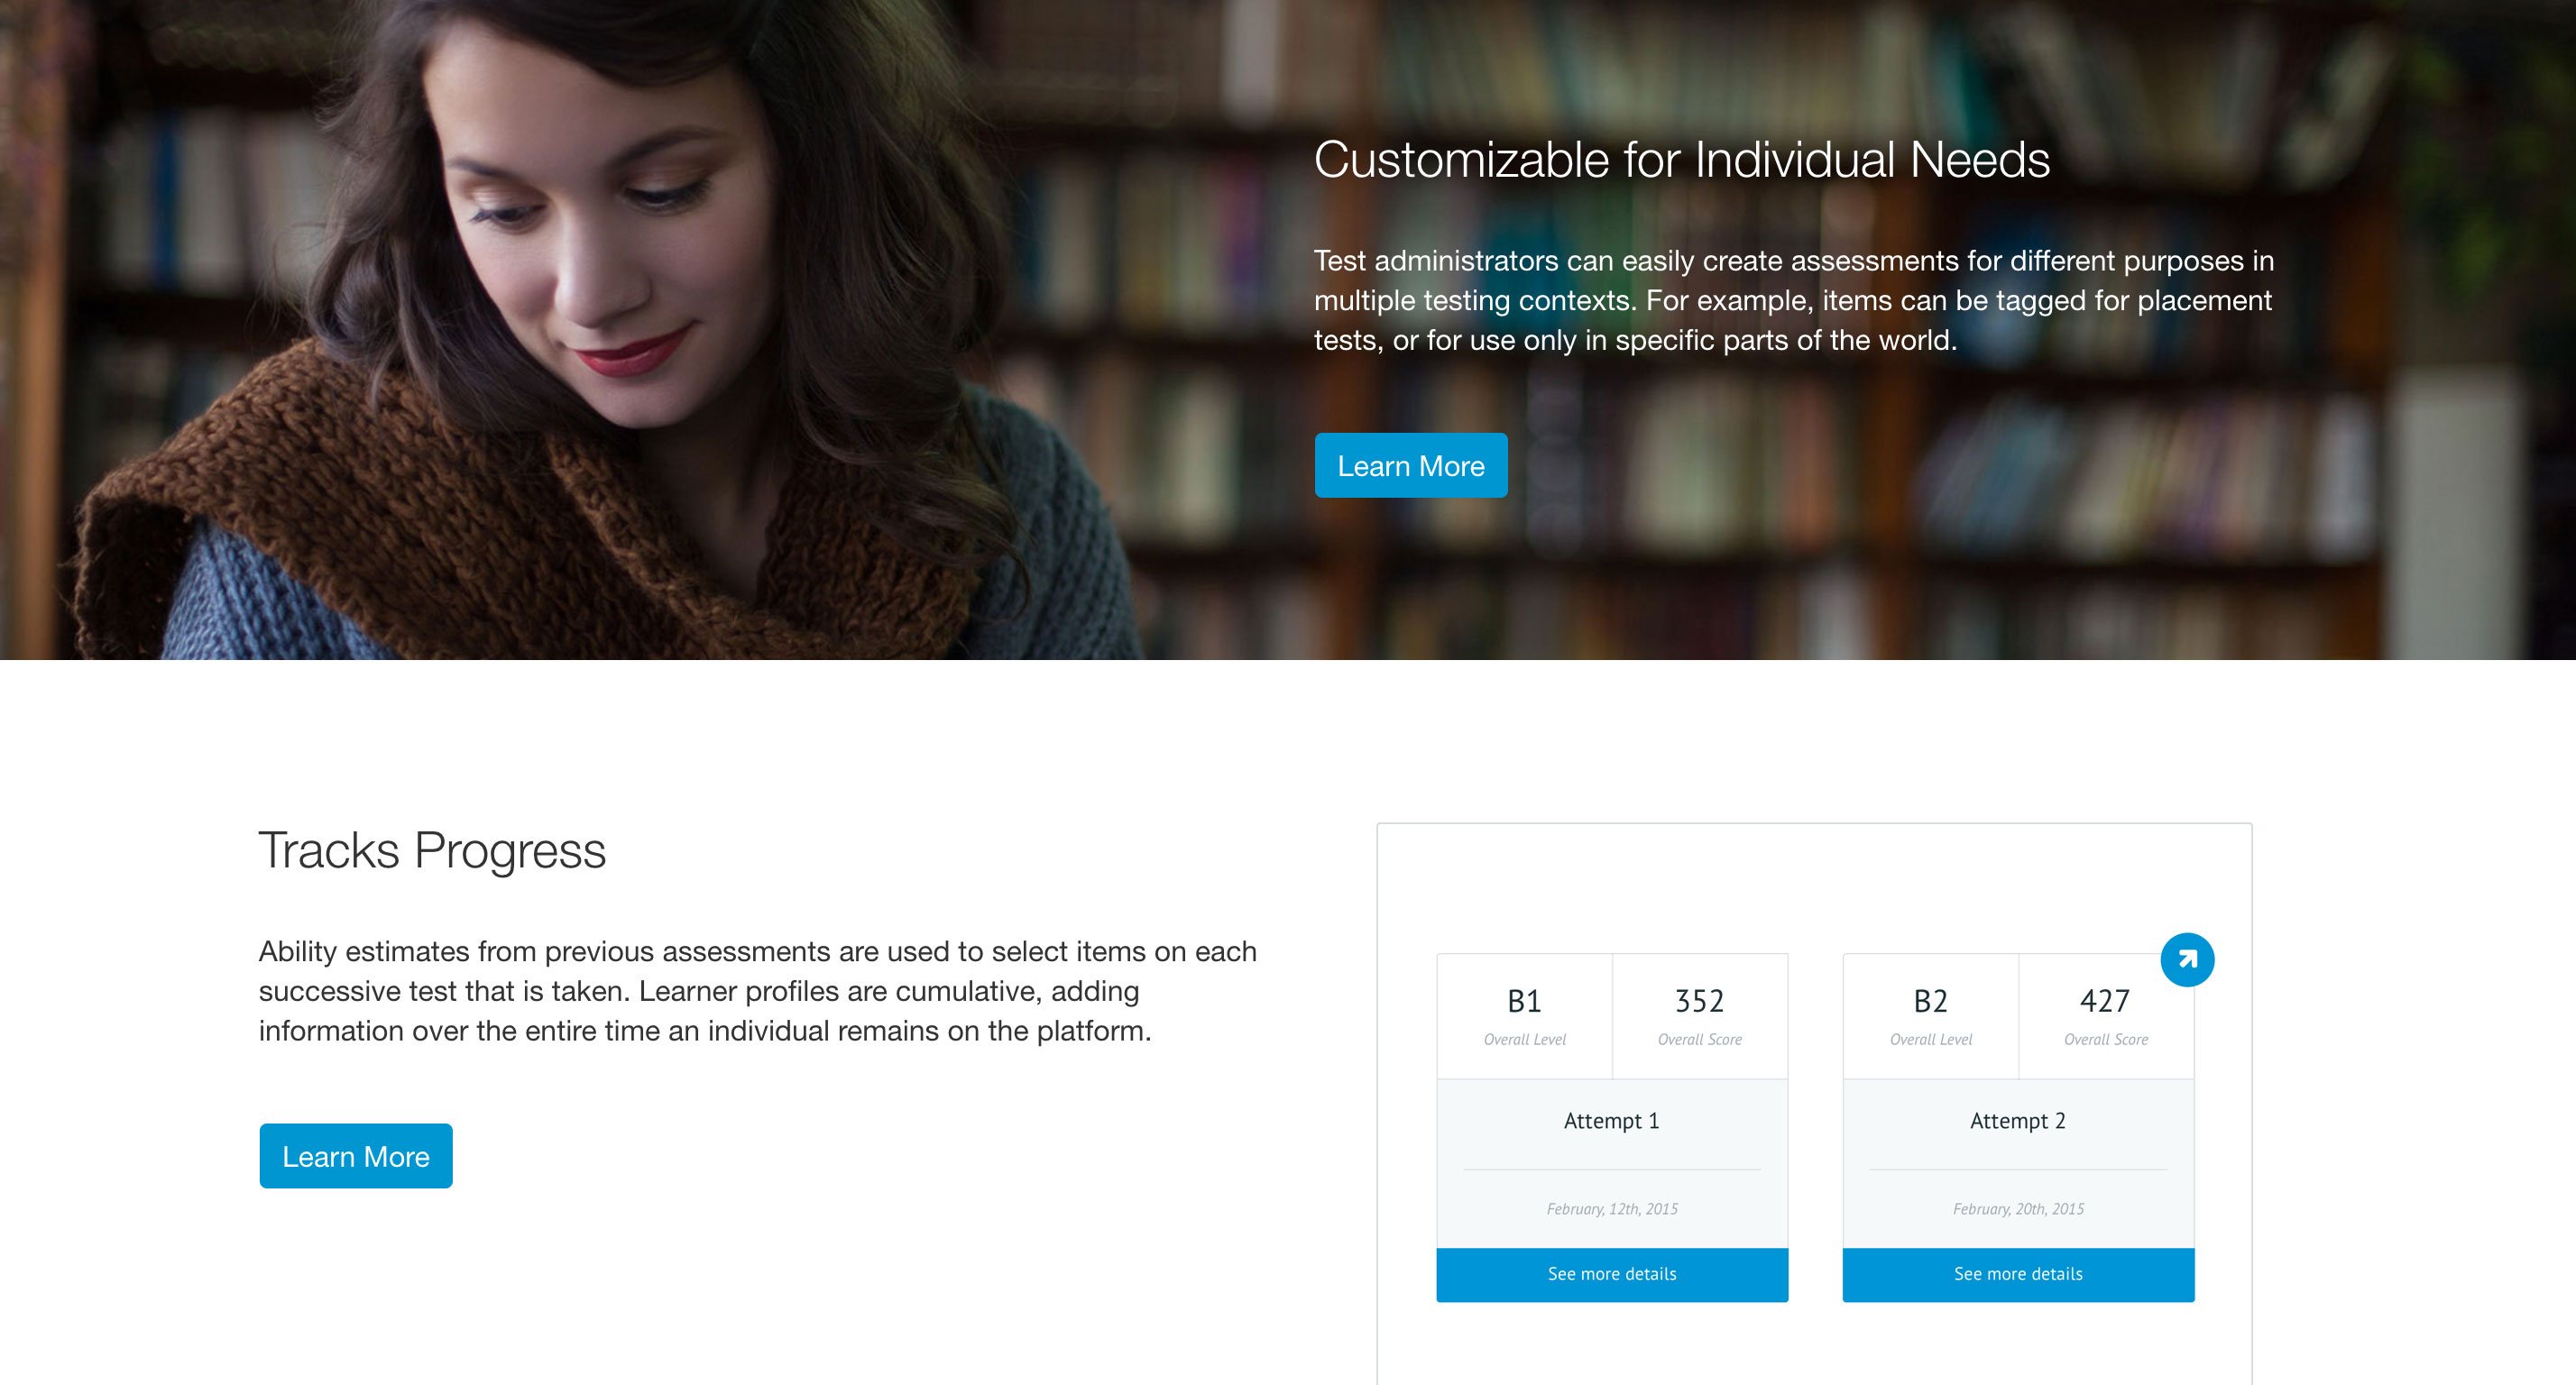 Customizable for Individual Needs
Test administrators can easily create assessments for different purposes in
multiple testing contexts. For example, items can be tagged for placement
tests, or for use only in specific parts of the world.
Learn More
Tracks Progress
Ability estimates from previous assessments are used to select items on each
successive test that is taken. Learner profiles are cumulative, adding
information over the entire time an individual remains on the platform.
Learn More
B1
Overall Level
352
Overall Score
Attempt 1
February, 12th, 2015
See more details
B2
Overall Level
427
Overall Score
Attempt 2
February, 20th, 2015
See more details